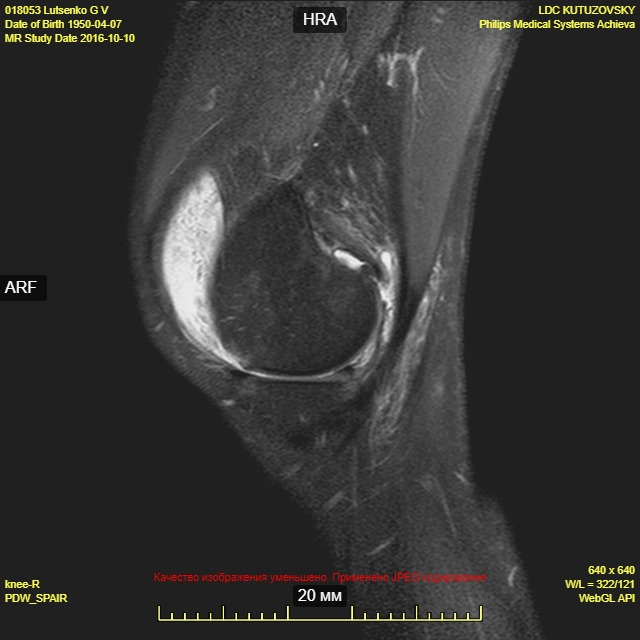 018053 Lutsenko G V
Date of Birth 1950-04-07
MR Study Date 2016-10-10
HRA
LDC KUTUZOVSKY
Philips Medical Systems Achieva
ARF
Качество изображения уменьшено. Применено JPEG
640 x 640
knee-R
W/L = 322/121
PDW_SPAIR
20 мм
WebGL API